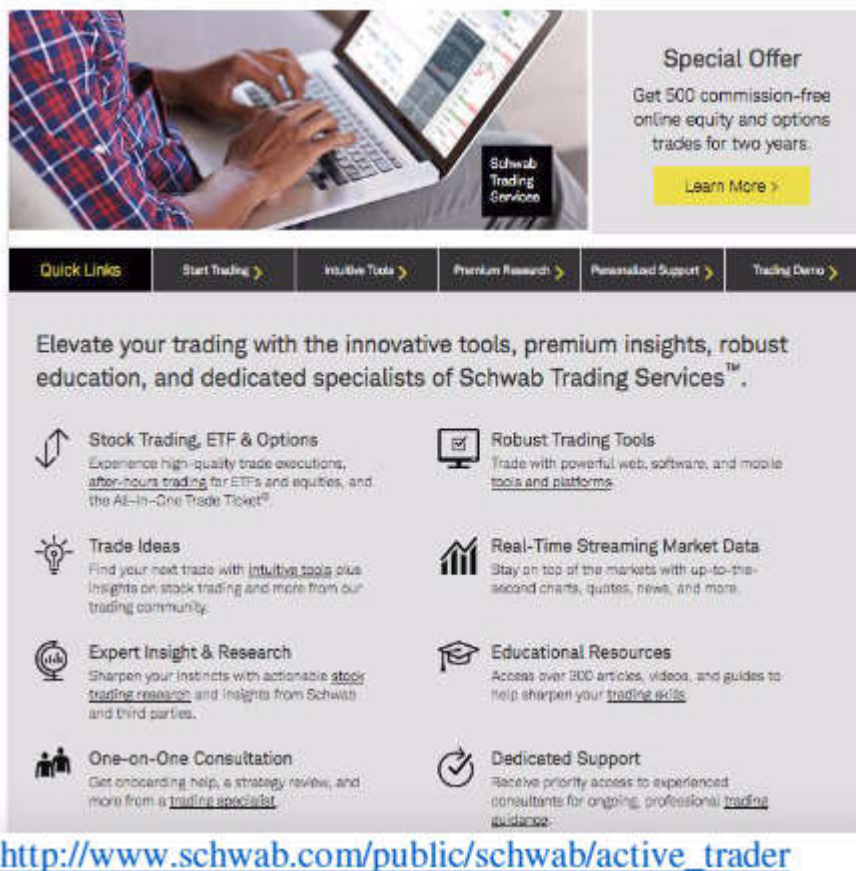 Special Offer
Get 500 commission-free
online equity and options
trades for two years.
Learn More >
Schwab
Trading
Services
Quick Links
Start Trading >
Intuitive Tools >
Premium Research >
Personalized Support >
Trading Demo >
Elevate your trading with the innovative tools, premium insights, robust
education, and dedicated specialists of Schwab Trading Services™.
Stock Trading, ETF & Options
Experience high-quality trade executions,
after-hours trading for ETFs and equities, and
the All-In-One Trade Ticket®.
Robust Trading Tools
Trade with powerful web, software, and mobile
tools and platforms.
Trade Ideas
Find your next trade with intuitive tools plus
insights on stock trading and more from our
trading community.
Real-Time Streaming Market Data
Stay on top of the markets with up-to-the-
second charts, quotes, news, and more.
Expert Insight & Research
Sharpen your instincts with actionable stock
trading research and insights from Schwab
and third parties.
Educational Resources
Access over 300 articles, videos, and guides to
help sharpen your trading skills.
One-on-One Consultation
Get onboarding help, a strategy review, and
more from a trading specialist.
Dedicated Support
Receive priority access to experienced
consultants for ongoing, professional trading
guidance.
http://www.schwab.com/public/schwab/active_trader